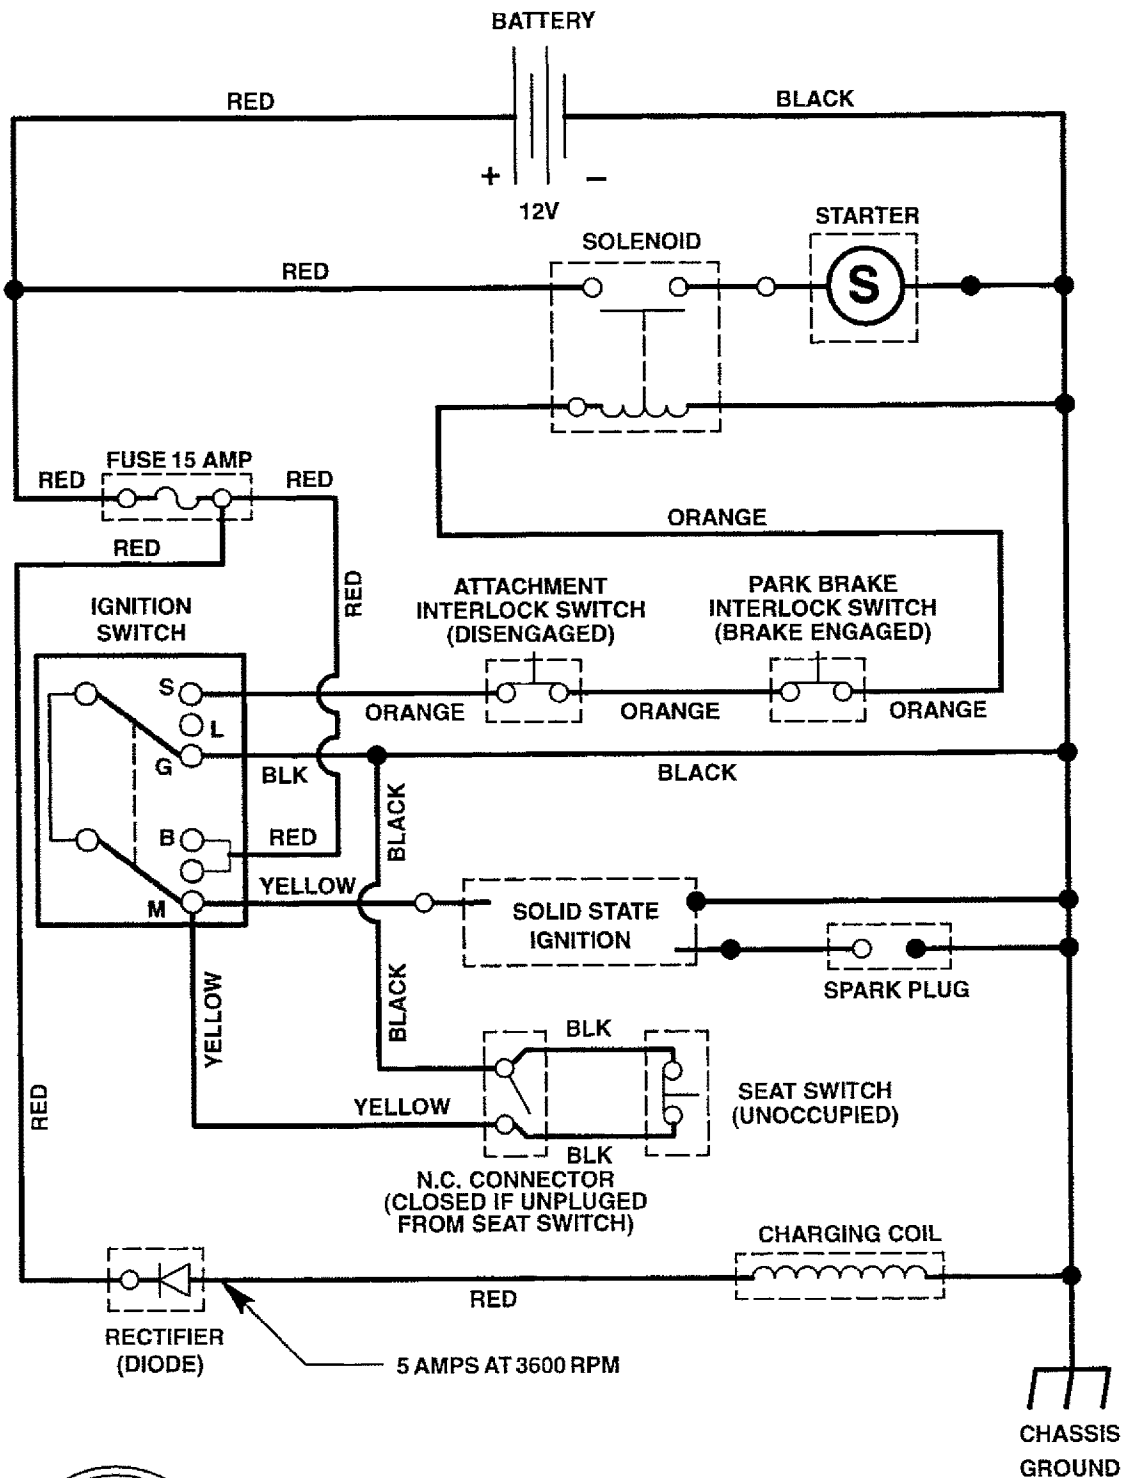 BATTERY
RED
BLACK
+ −
12V
STARTER
SOLENOID
RED
S
FUSE 15 AMP
RED
RED
ORANGE
RED
RED
IGNITION
SWITCH
ATTACHMENT
INTERLOCK SWITCH
(DISENGAGED)
PARK BRAKE
INTERLOCK SWITCH
(BRAKE ENGAGED)
S
L
G
B
M
ORANGE
ORANGE
ORANGE
BLK
BLACK
BLACK
RED
YELLOW
SOLID STATE
IGNITION
SPARK PLUG
YELLOW
BLACK
BLK
SEAT SWITCH
(UNOCCUPIED)
RED
YELLOW
BLK
N.C. CONNECTOR
(CLOSED IF UNPLUGED
FROM SEAT SWITCH)
CHARGING COIL
RED
RECTIFIER
(DIODE)
5 AMPS AT 3600 RPM
CHASSIS
GROUND